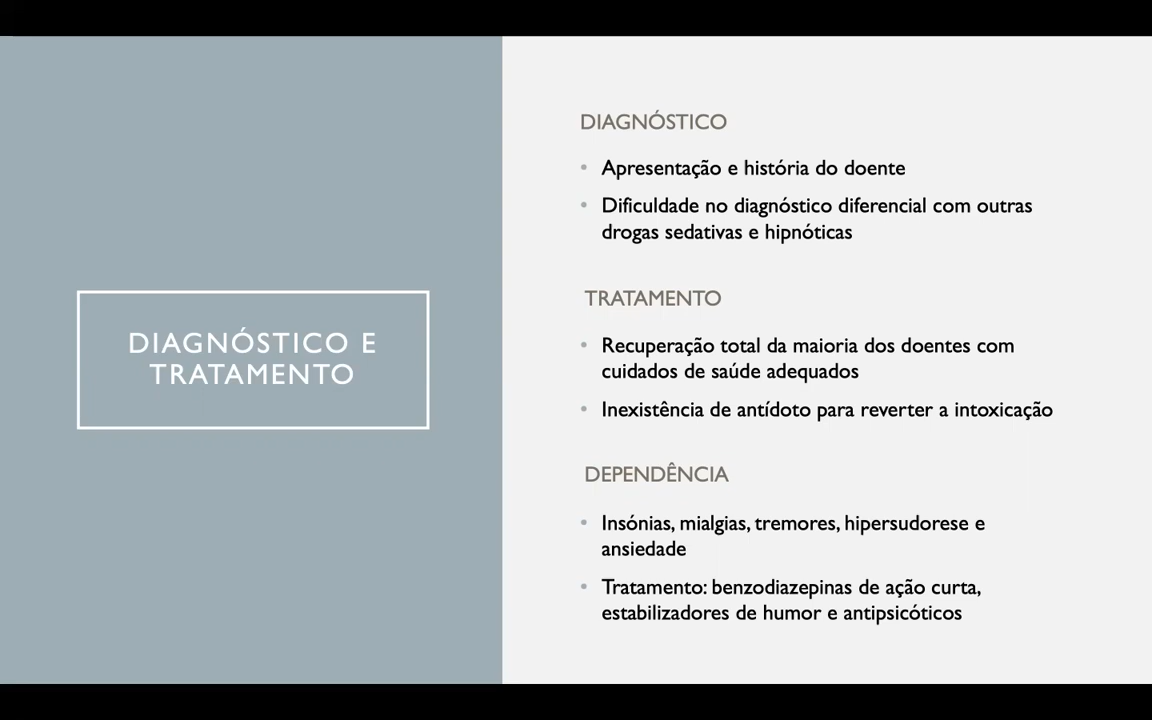 DIAGNÓSTICO E
TRATAMENTO
DIAGNÓSTICO
• Apresentação e história do doente
• Dificuldade no diagnóstico diferencial com outras
drogas sedativas e hipnóticas
TRATAMENTO
• Recuperação total da maioria dos doentes com
cuidados de saúde adequados
• Inexistência de antídoto para reverter a intoxicação
DEPENDÊNCIA
• Insónias, mialgias, tremores, hipersudorese e
ansiedade
• Tratamento: benzodiazepinas de ação curta,
estabilizadores de humor e antipsicóticos